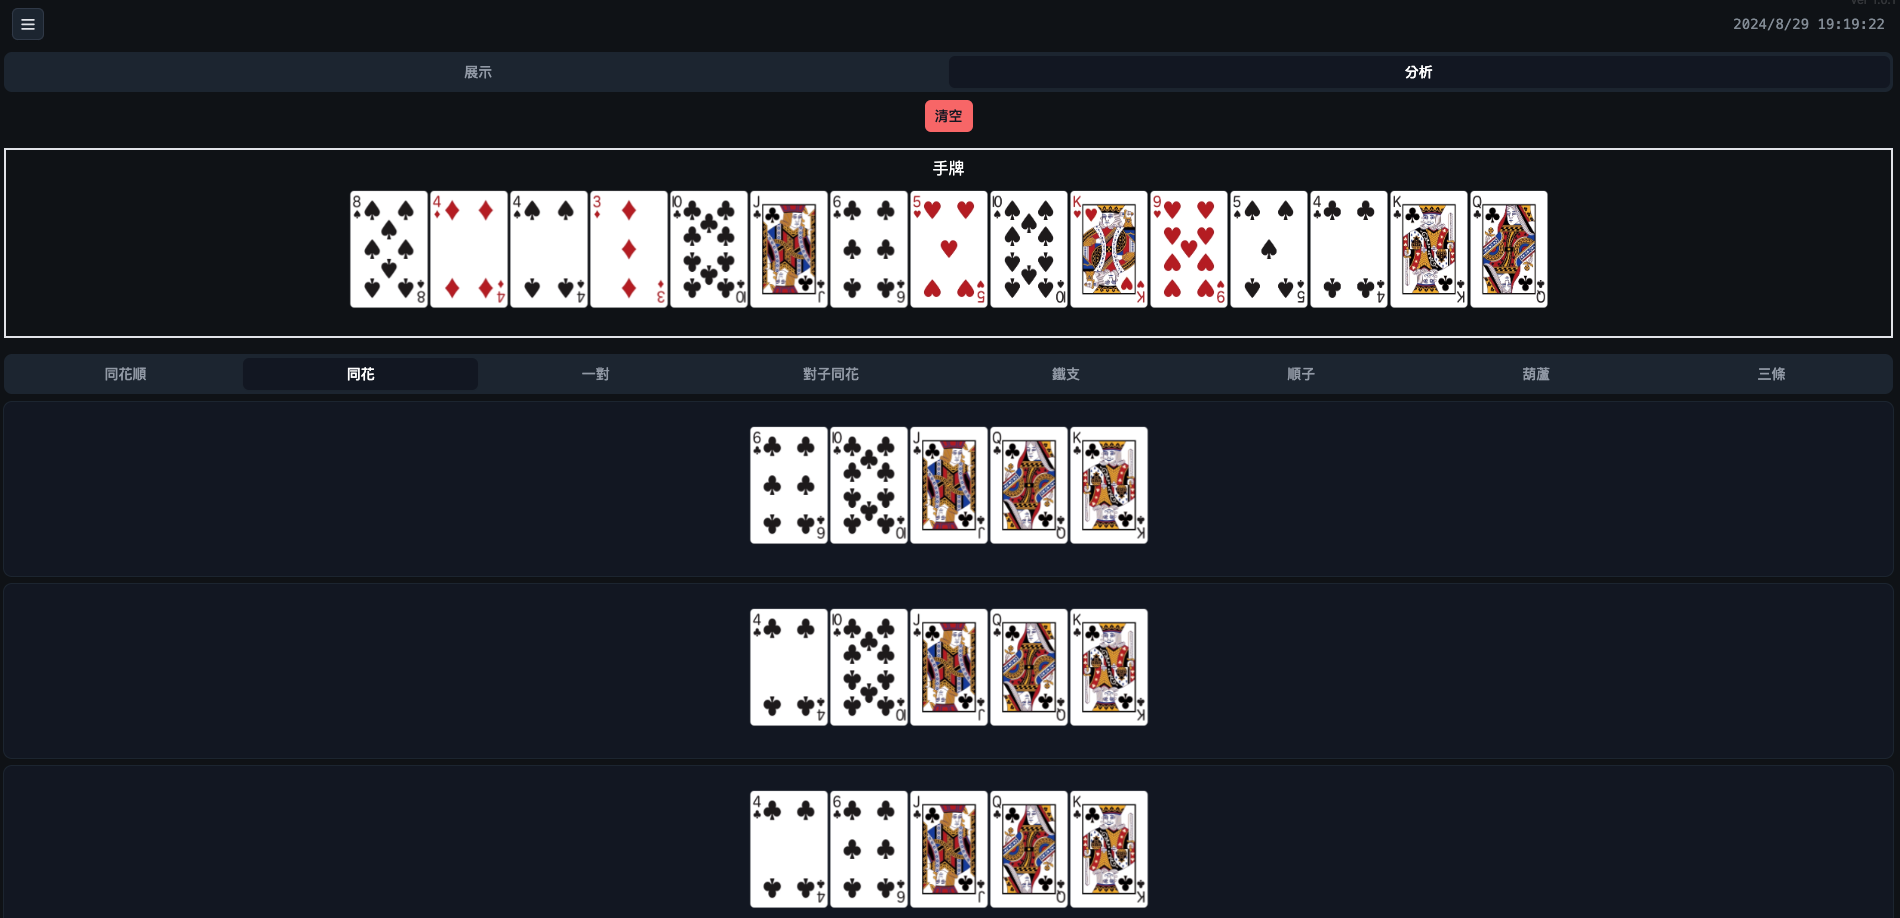 2024/8/29 19:19:22
展示
分析
清空
手牌
8 4 4 3 10 J 6 5 10 K 9 5 4 K Q
同花順
同花
一對
對子同花
鐵支
順子
葫蘆
三條
6 10 J Q K
4 10 J Q K
4 6 J Q K